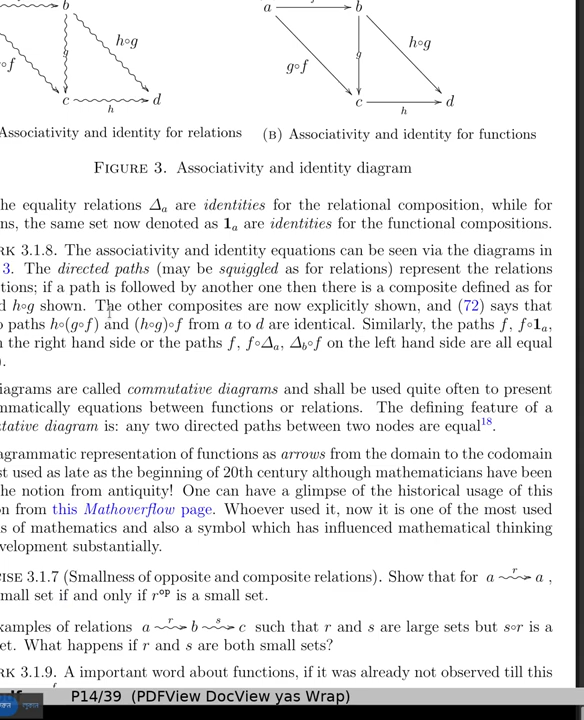 b a b
h∘g h∘g
g g
∘f g∘f
c d c d
h h
Associativity and identity for relations (B) Associativity and identity for functions
FIGURE 3. Associativity and identity diagram
he equality relations Δₐ are identities for the relational composition, while for
ns, the same set now denoted as 𝟏ₐ are identities for the functional compositions.
RK 3.1.8. The associativity and identity equations can be seen via the diagrams in
3. The directed paths (may be squiggled as for relations) represent the relations
tions; if a path is followed by another one then there is a composite defined as for
d h∘g shown. The other composites are now explicitly shown, and (72) says that
o paths h∘(g∘f) and (h∘g)∘f from a to d are identical. Similarly, the paths f, f∘𝟏ₐ,
n the right hand side or the paths f, f∘Δₐ, Δ_b∘f on the left hand side are all equal
).
iagrams are called commutative diagrams and shall be used quite often to present
mmatically equations between functions or relations. The defining feature of a
tative diagram is: any two directed paths between two nodes are equal¹⁸.
agrammatic representation of functions as arrows from the domain to the codomain
st used as late as the beginning of 20th century although mathematicians have been
he notion from antiquity! One can have a glimpse of the historical usage of this
on from this Mathoverflow page. Whoever used it, now it is one of the most used
s of mathematics and also a symbol which has influenced mathematical thinking
velopment substantially.
ISE 3.1.7 (Smallness of opposite and composite relations). Show that for a r a ,
mall set if and only if rᵒᵖ is a small set.
xamples of relations a r b s c such that r and s are large sets but s∘r is a
et. What happens if r and s are both small sets?
RK 3.1.9. A important word about functions, if it was already not observed till this
P14/39 (PDFView DocView yas Wrap)